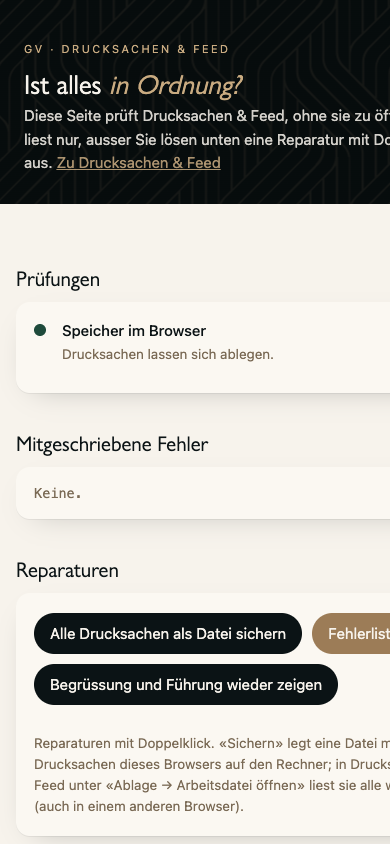 GV · DRUCKSACHEN & FEED
Ist alles in Ordnung?
Diese Seite prüft Drucksachen & Feed, ohne sie zu
liest nur, ausser Sie lösen unten eine Reparatur mit
aus. Zu Drucksachen & Feed
Prüfungen
Speicher im Browser
Drucksachen lassen sich ablegen.
Mitgeschriebene Fehler
Keine.
Reparaturen
Alle Drucksachen als Datei sichern
Begrüssung und Führung wieder zeigen
Reparaturen mit Doppelklick. «Sichern» legt eine Datei
Drucksachen dieses Browsers auf den Rechner; in
Feed unter «Ablage → Arbeitsdatei öffnen» liest sie alle
(auch in einem anderen Browser).